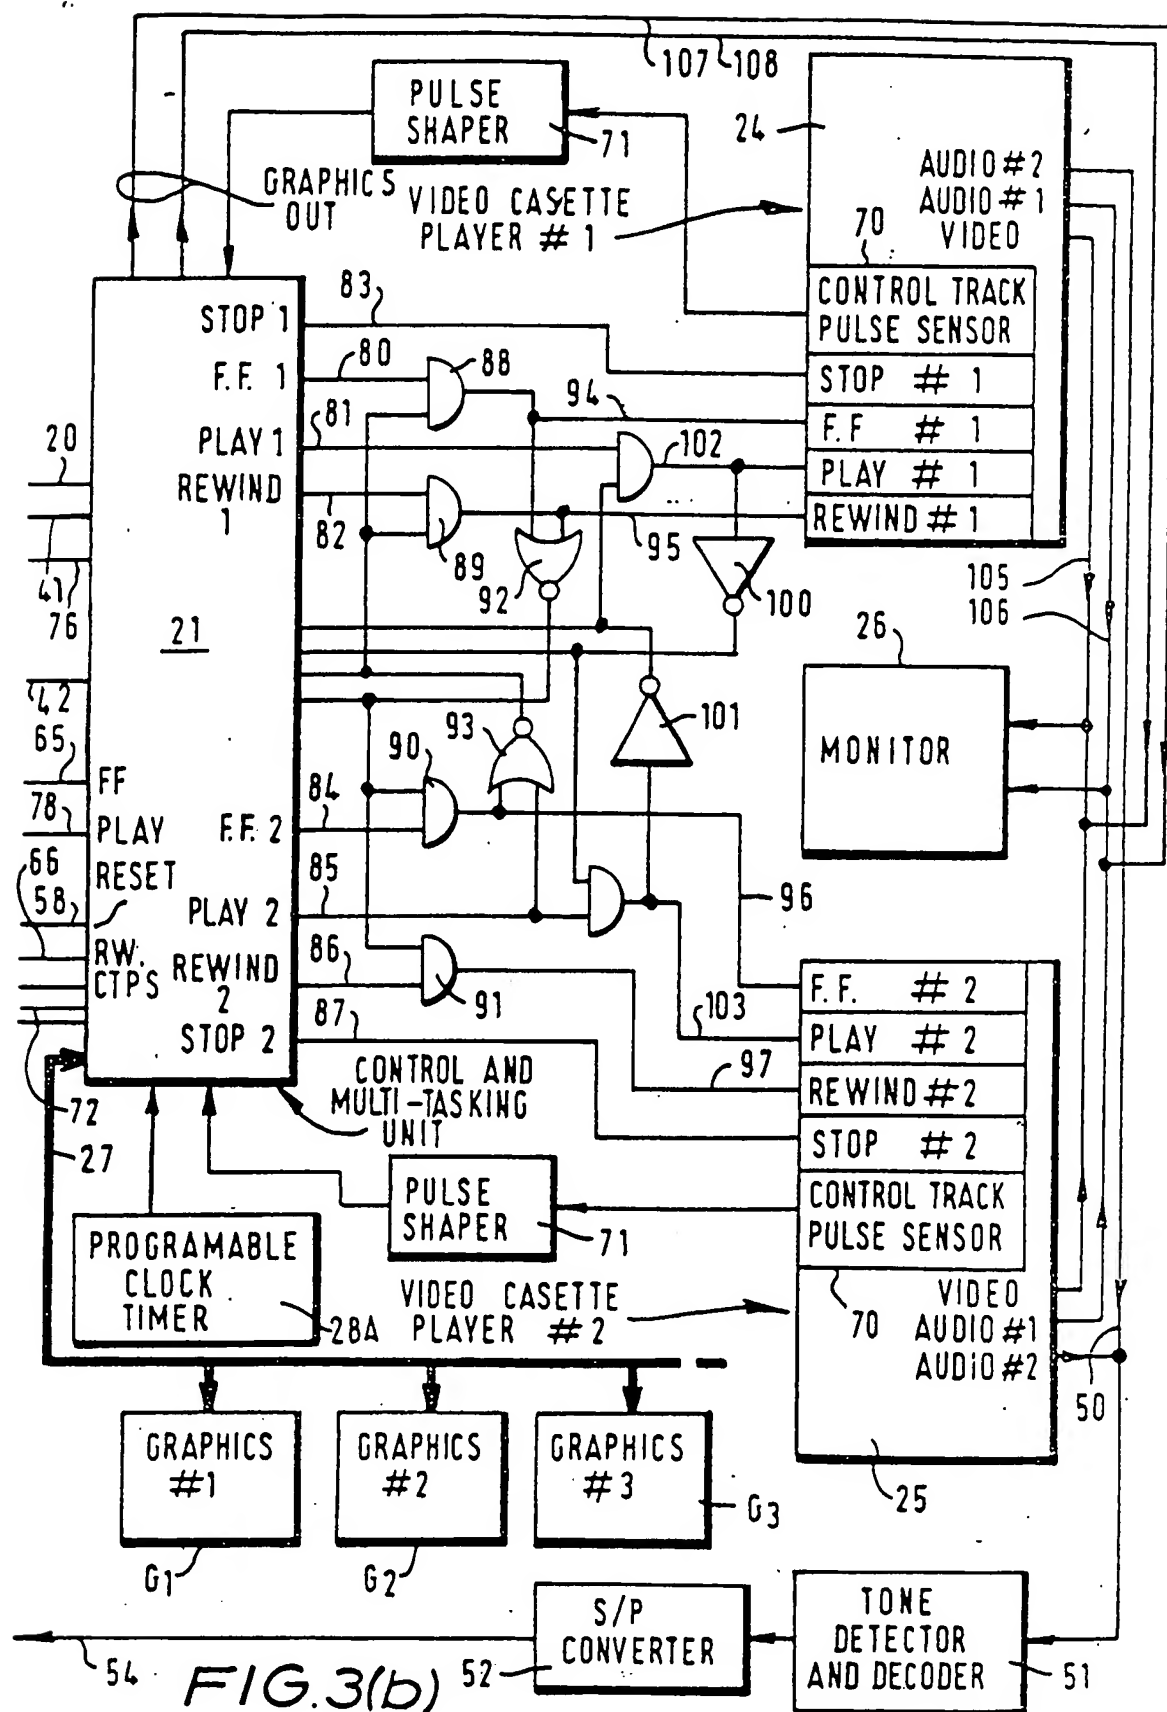 107 108
PULSE
SHAPER
71
24
GRAPHICS
OUT
VIDEO CASETTE
PLAYER # 1
AUDIO # 2
AUDIO # 1
VIDEO
70
CONTROL TRACK
PULSE SENSOR
STOP # 1
F.F # 1
PLAY # 1
REWIND # 1
STOP 1
83
F.F. 1
80
88
PLAY 1
81
94
102
REWIND
1
82
89
92
95
100
20
41
76
21
42
65
FF
78
PLAY
RESET
66
58
RW.
CTPS
72
27
105
106
26
MONITOR
101
93
90
84
F.F. 2
85
PLAY 2
86
REWIND
2
91
87
STOP 2
96
103
97
F.F. # 2
PLAY # 2
REWIND # 2
STOP # 2
CONTROL TRACK
PULSE SENSOR
70
VIDEO
AUDIO #1
AUDIO #2
50
25
CONTROL AND
MULTI-TASKING
UNIT
PULSE
SHAPER
71
PROGRAMABLE
CLOCK
TIMER
28A
VIDEO CASETTE
PLAYER # 2
GRAPHICS
#1
G1
GRAPHICS
#2
G2
GRAPHICS
#3
G3
S/P
CONVERTER
52
TONE
DETECTOR
AND DECODER
51
54
FIG.3(b)